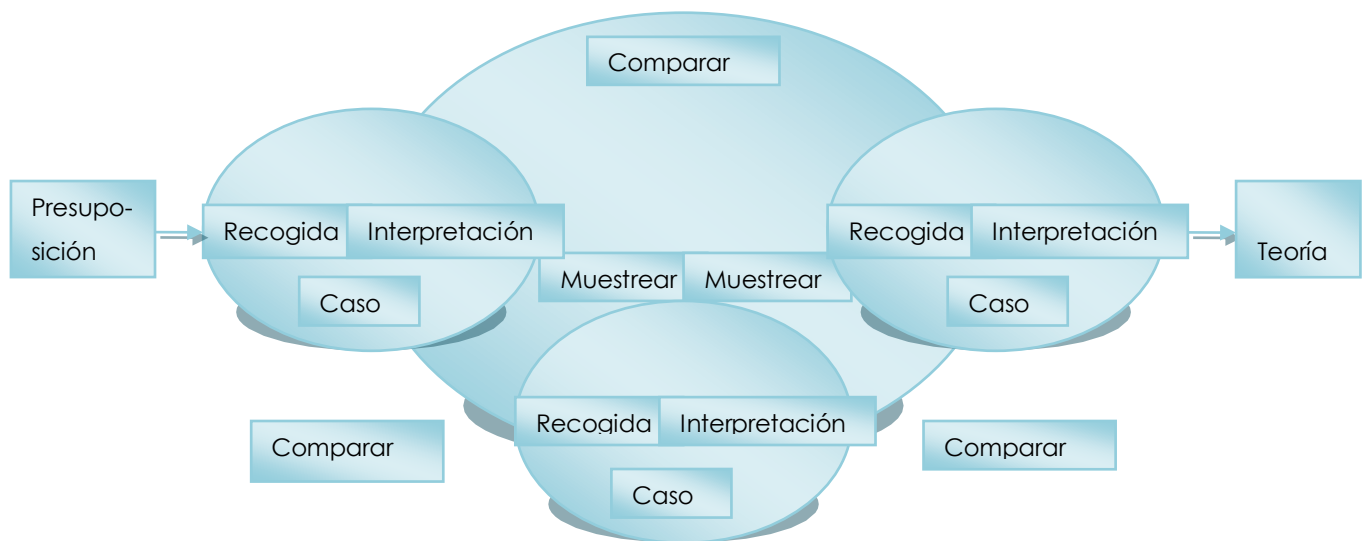 Comparar
Presupo-
sición
Recogida
Interpretación
Caso
Muestrear
Muestrear
Recogida
Interpretación
Caso
Teoría
Comparar
Recogida
Interpretación
Caso
Comparar